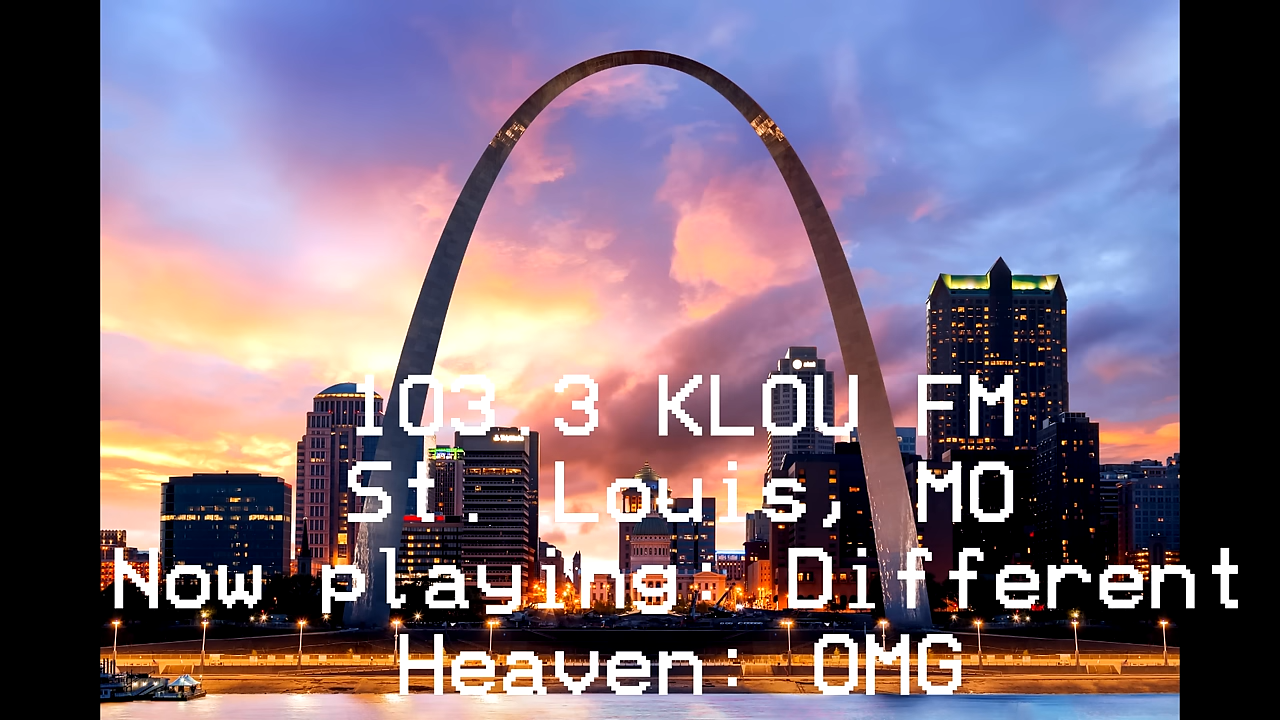 103.3 KLOU FM
St. Louis, MO
Now playing: Different
Heaven: OMG